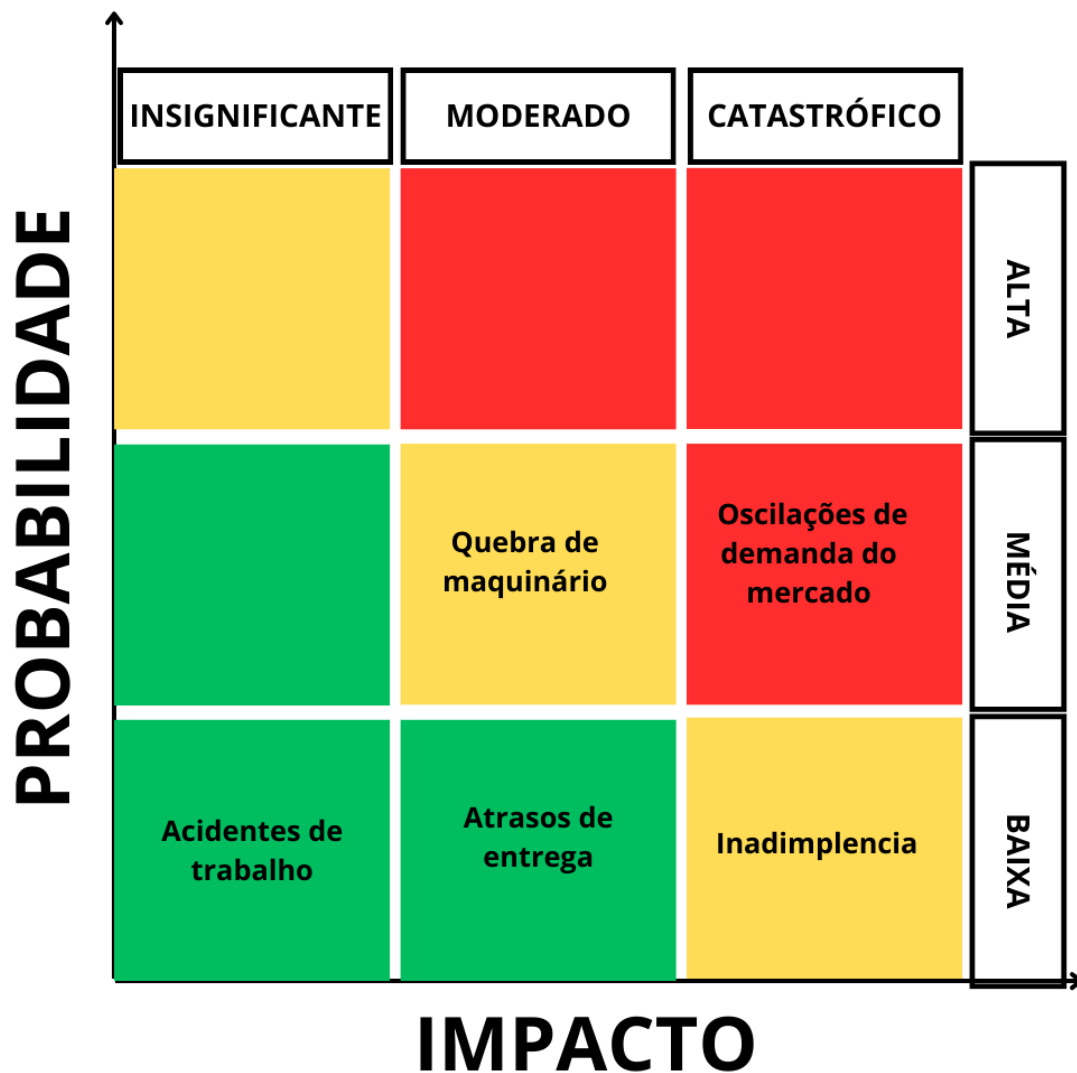 INSIGNIFICANTE
MODERADO
CATASTRÓFICO
PROBABILIDADE
ALTA
Quebra de
maquinário
Oscilações de
demanda do
mercado
MÉDIA
Acidentes de
trabalho
Atrasos de
entrega
Inadimplencia
BAIXA
IMPACTO